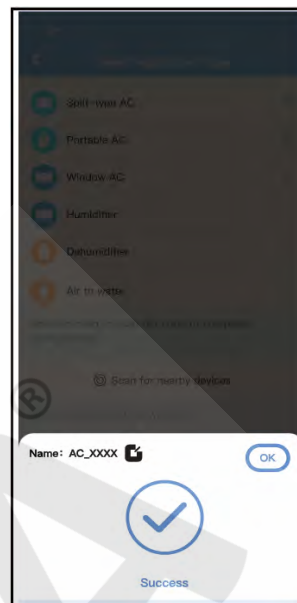 Split-type AC
Portable AC
Window AC
Humidifier
Dehumidifier
Air to water
Scan for nearby devices
®
Name: AC_XXXX
OK
Success